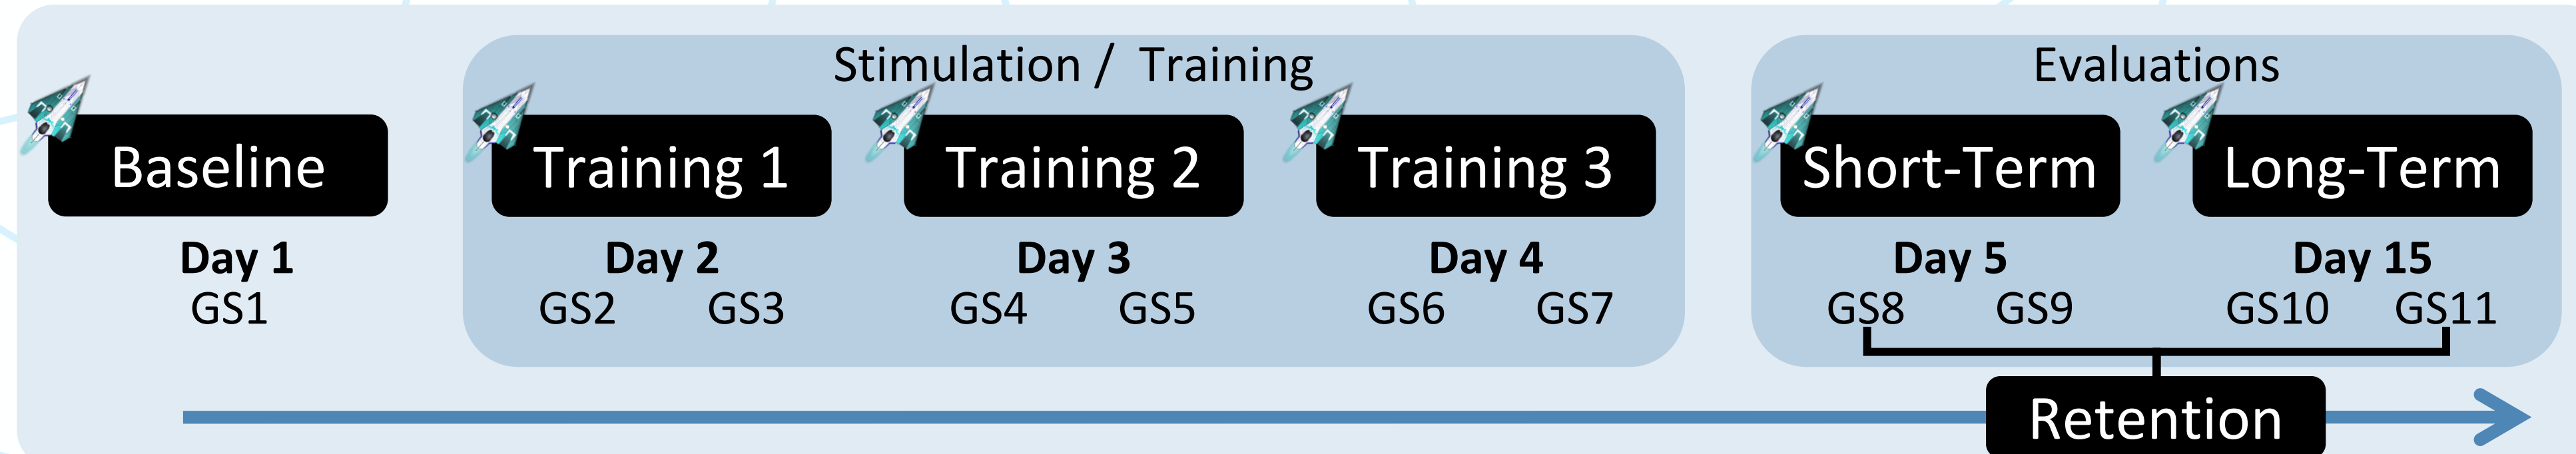 Stimulation / Training
Evaluations
Baseline
Training 1
Training 2
Training 3
Short-Term
Long-Term
Day 1
Day 2
Day 3
Day 4
Day 5
Day 15
GS1
GS2 GS3
GS4 GS5
GS6 GS7
GS8 GS9
GS10 GS11
Retention